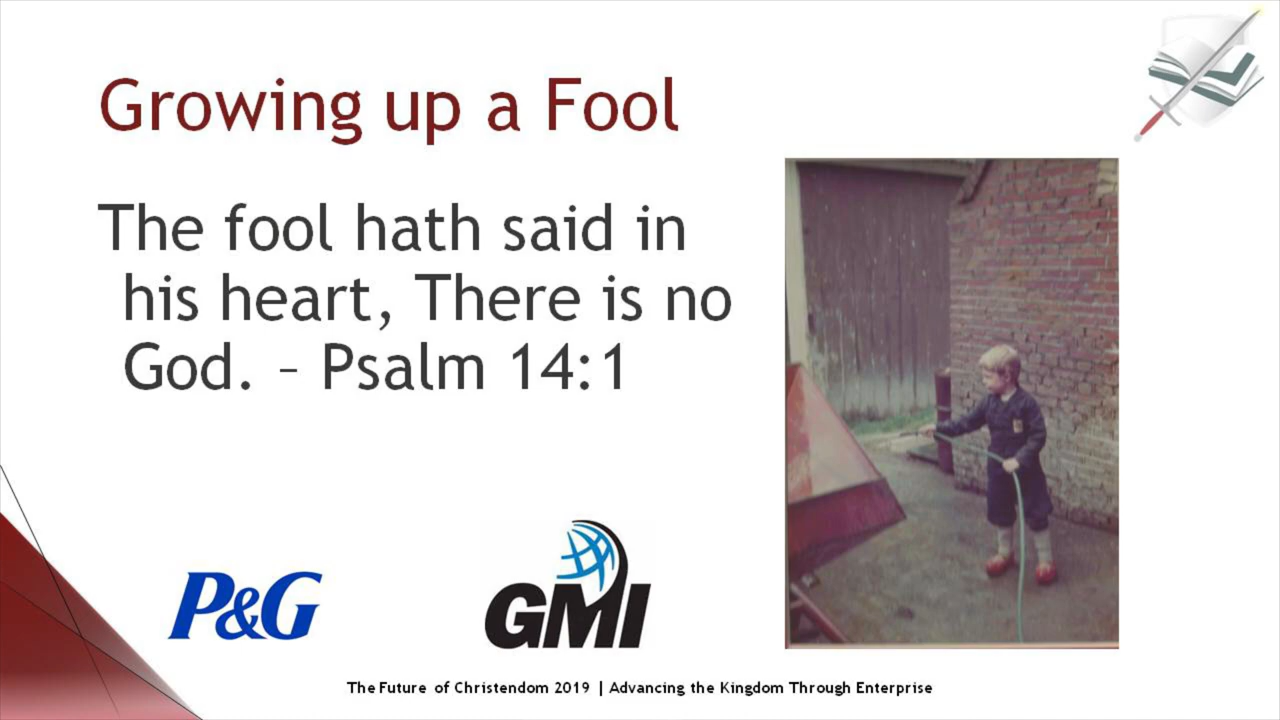 Growing up a Fool
The fool hath said in
his heart, There is no
God. – Psalm 14:1
P&G
GMI
The Future of Christendom 2019 | Advancing the Kingdom Through Enterprise